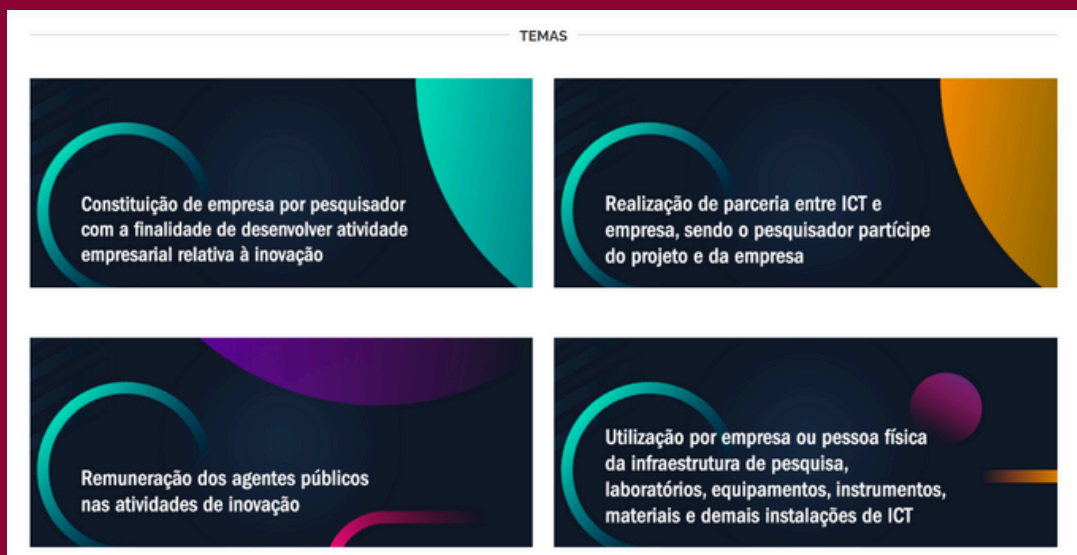 TEMAS
Constituição de empresa por pesquisador
com a finalidade de desenvolver atividade
empresarial relativa à inovação
Realização de parceria entre ICT e
empresa, sendo o pesquisador partícipe
do projeto e da empresa
Remuneração dos agentes públicos
nas atividades de inovação
Utilização por empresa ou pessoa física
da infraestrutura de pesquisa,
laboratórios, equipamentos, instrumentos,
materiais e demais instalações de ICT